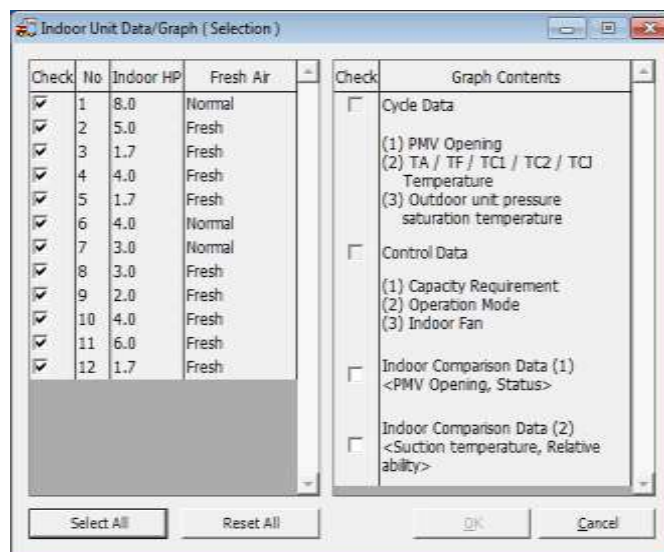 Indoor Unit Data/Graph ( Selection )
Check No Indoor HP Fresh Air
1 8.0 Normal
2 5.0 Fresh
3 1.7 Fresh
4 4.0 Fresh
5 1.7 Fresh
6 4.0 Normal
7 3.0 Normal
8 3.0 Fresh
9 2.0 Fresh
10 4.0 Fresh
11 6.0 Fresh
12 1.7 Fresh
Check Graph Contents
Cycle Data
(1) PMV Opening
(2) TA / TF / TC1 / TC2 / TCJ
Temperature
(3) Outdoor unit pressure
saturation temperature
Control Data
(1) Capacity Requirement
(2) Operation Mode
(3) Indoor Fan
Indoor Comparison Data (1)
<PMV Opening, Status>
Indoor Comparison Data (2)
<Suction temperature, Relative
ability>
Select All Reset All OK Cancel